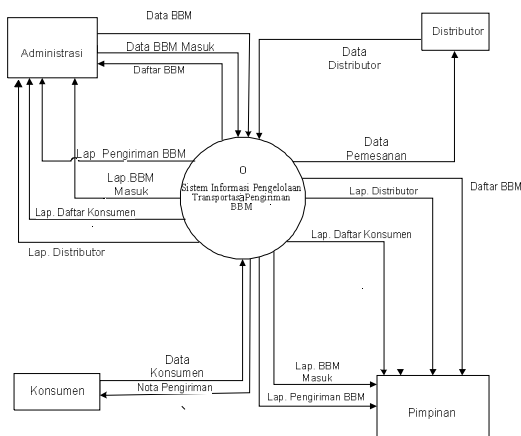 Data BBM
Distributor
Administrasi
Data BBM Masuk
Data
Distributor
Daftar BBM
Data
Pemesanan
Lap Pengiriman BBM
0
Sistem Informasi Pengelolaan
Transportasi Pengiriman
BBM
Lap.BBM
Masuk
Lap. Distributor
Daftar BBM
Lap. Daftar Konsumen
Lap. Daftar Konsumen
Lap. Distributor
Data
Konsumen
Nota Pengiriman
Konsumen
Lap. BBM
Masuk
Lap. Pengiriman BBM
Pimpinan